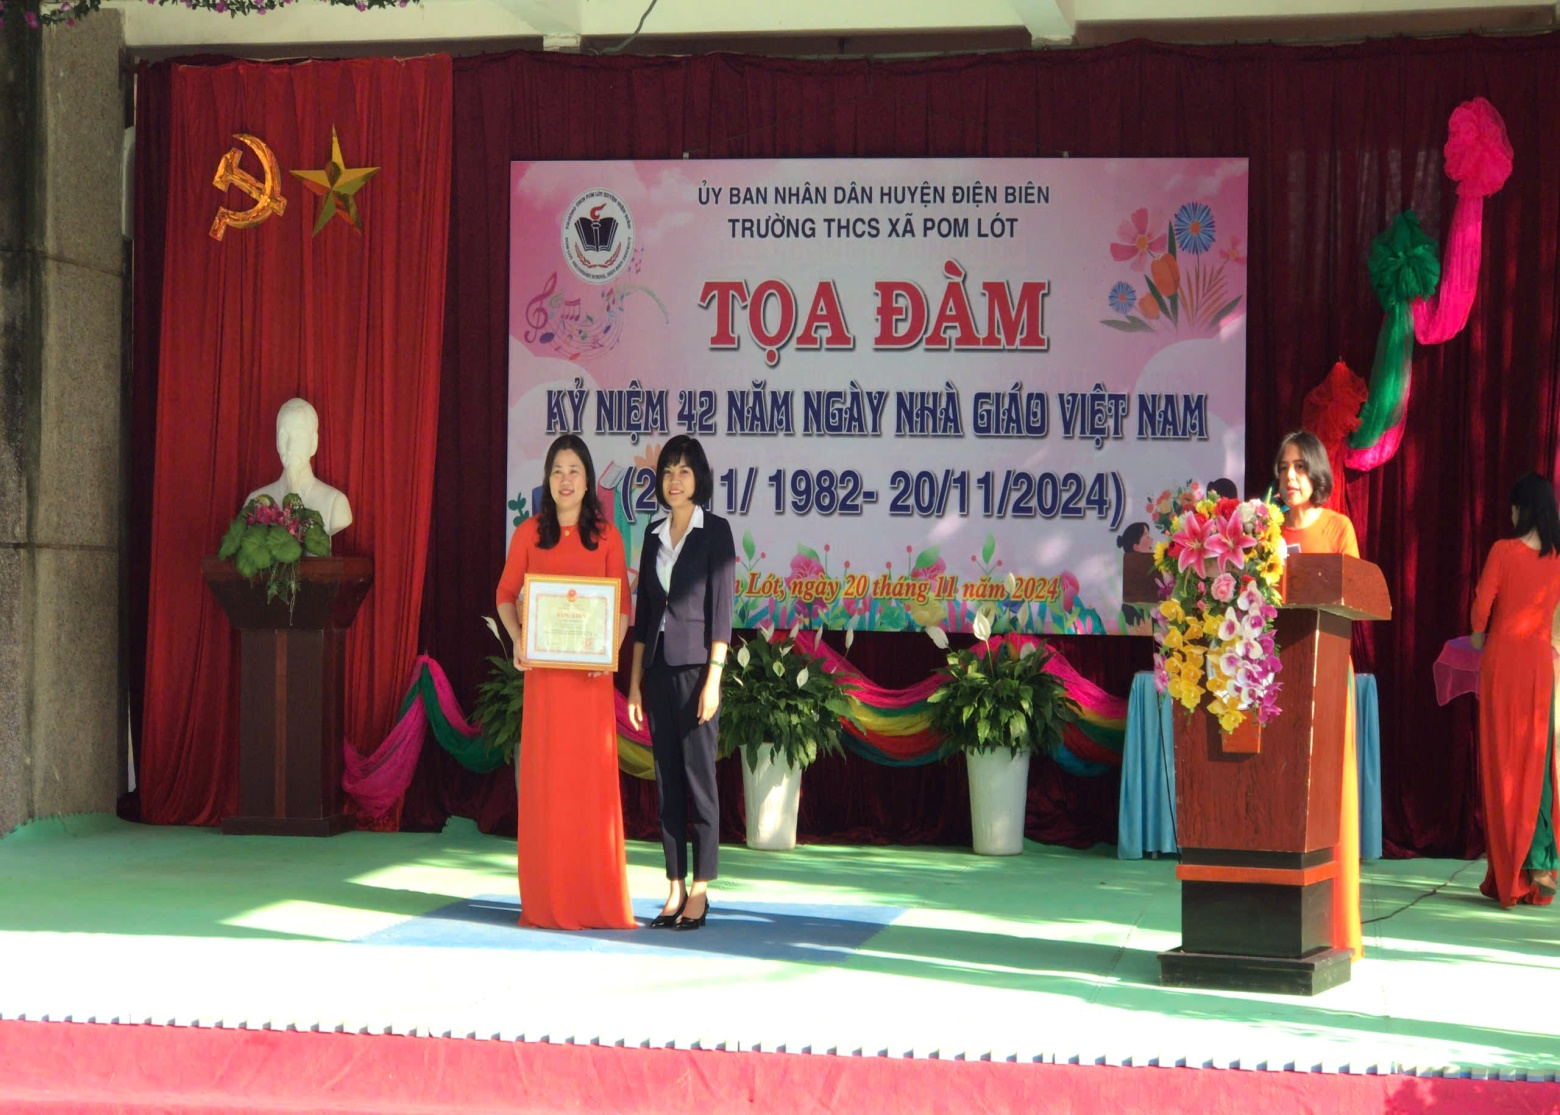 ỦY BAN NHÂN DÂN HUYỆN ĐIỆN BIÊN
TRƯỜNG THCS XÃ POM LÓT
TỌA ĐÀM
KỶ NIỆM 42 NĂM NGÀY NHÀ GIÁO VIỆT NAM
1/ 1982- 20/11/2024)
Lót, ngày 20 tháng 11 năm 2024